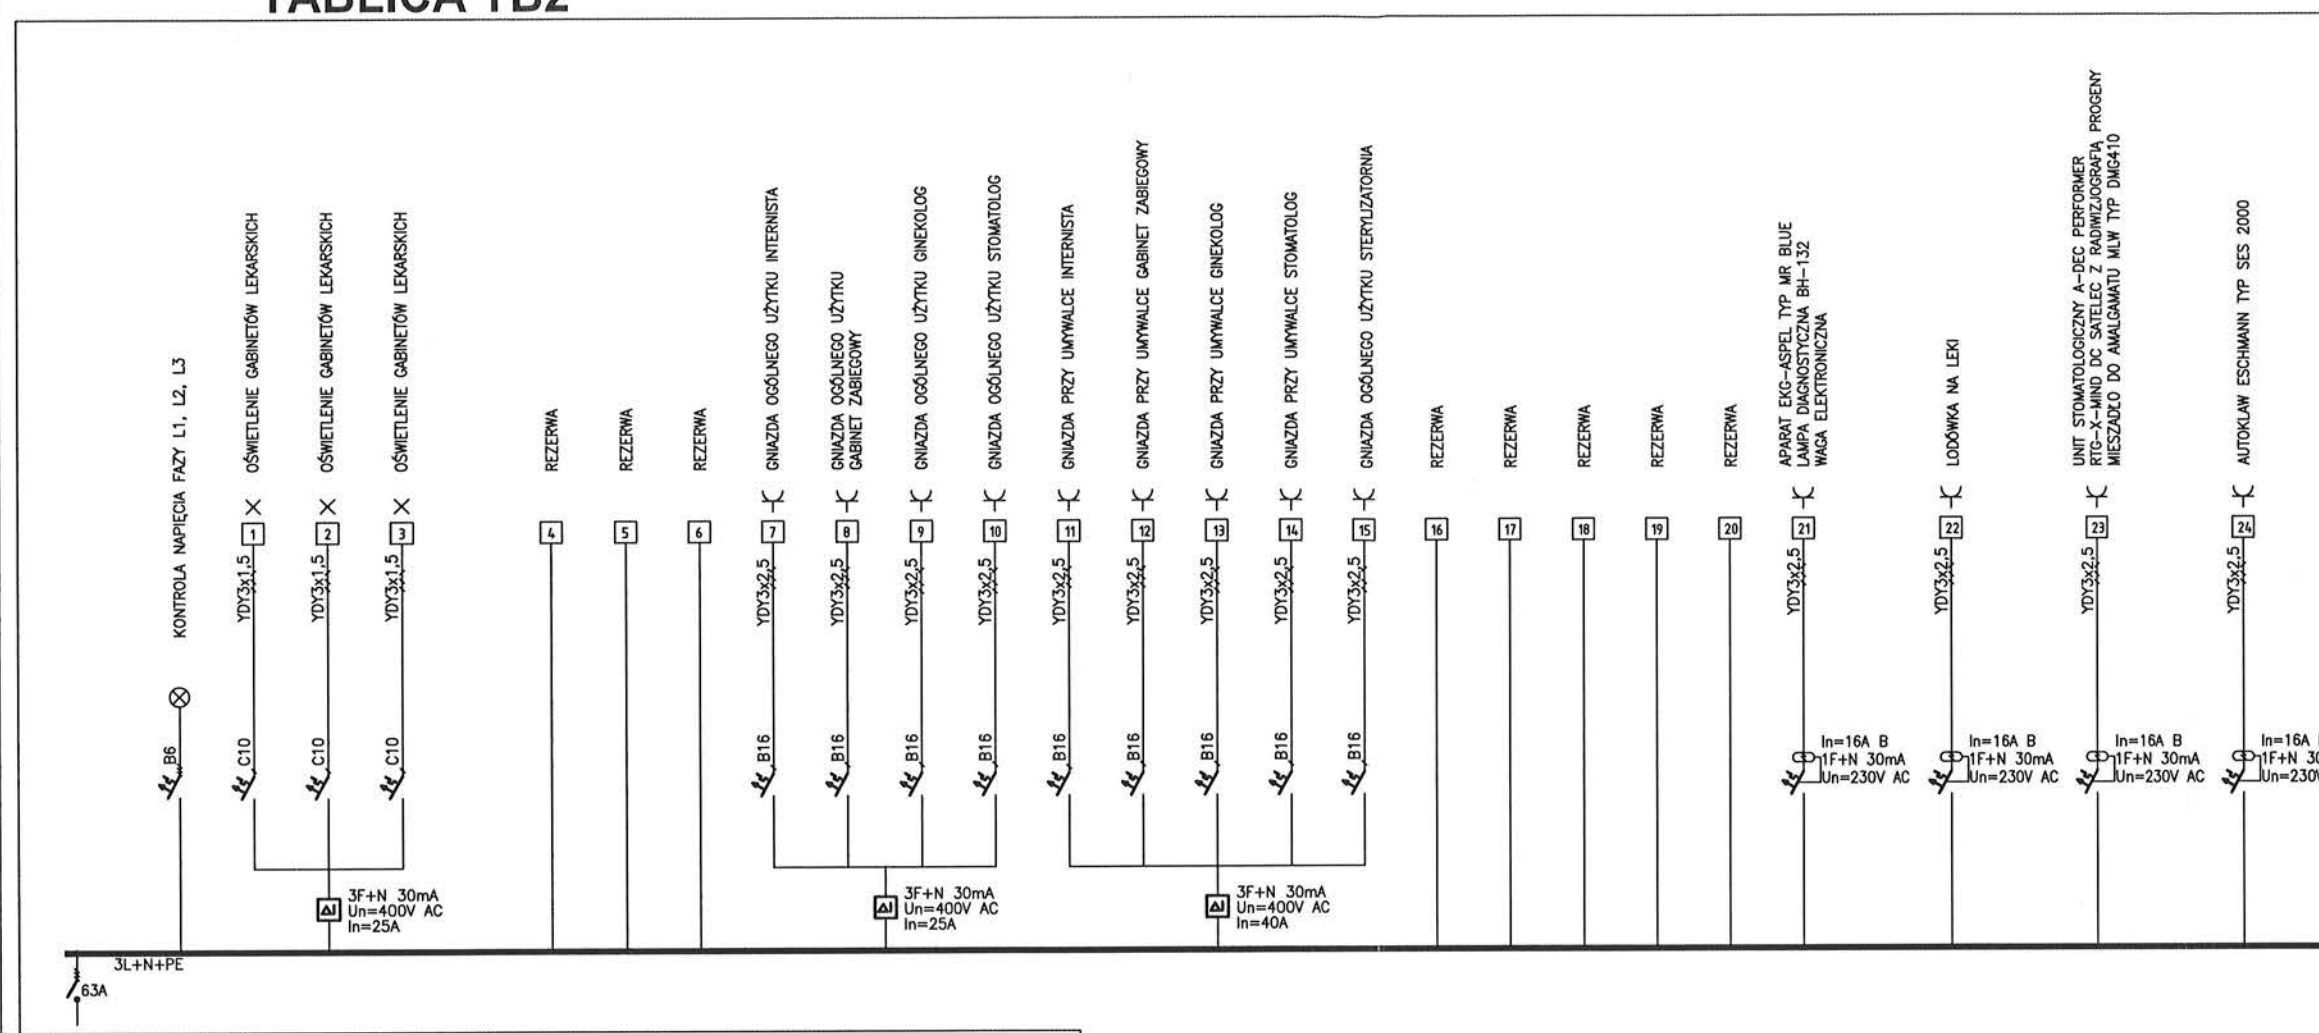 TABLICA TB2
KONTROLA NAPIĘCIA FAZY L1, L2, L3
B6
OŚWIETLENIE GABINETÓW LEKARSKICH
1
YDY3x1,5
C10
OŚWIETLENIE GABINETÓW LEKARSKICH
2
YDY3x1,5
C10
OŚWIETLENIE GABINETÓW LEKARSKICH
3
YDY3x1,5
C10
3F+N 30mA
Un=400V AC
In=25A
REZERWA
4
REZERWA
5
REZERWA
6
GNIAZDA OGÓLNEGO UŻYTKU INTERNISTA
7
YDY3x2,5
B16
GNIAZDA OGÓLNEGO UŻYTKU
GABINET ZABIEGOWY
8
YDY3x2,5
B16
GNIAZDA OGÓLNEGO UŻYTKU GINEKOLOG
9
YDY3x2,5
B16
GNIAZDA OGÓLNEGO UŻYTKU STOMATOLOG
10
YDY3x2,5
B16
3F+N 30mA
Un=400V AC
In=25A
GNIAZDA PRZY UMYWALCE INTERNISTA
11
YDY3x2,5
B16
GNIAZDA PRZY UMYWALCE GABINET ZABIEGOWY
12
YDY3x2,5
B16
GNIAZDA PRZY UMYWALCE GINEKOLOG
13
YDY3x2,5
B16
GNIAZDA PRZY UMYWALCE STOMATOLOG
14
YDY3x2,5
B16
GNIAZDA OGÓLNEGO UŻYTKU STERYLIZATORNIA
15
YDY3x2,5
B16
3F+N 30mA
Un=400V AC
In=40A
REZERWA
16
REZERWA
17
REZERWA
18
REZERWA
19
REZERWA
20
APARAT EKG-ASPEL TYP MR BLUE
LAMPA DIAGNOSTYCZNA BH-132
WAGA ELEKTRONICZNA
21
YDY3x2,5
In=16A B
1F+N 30mA
Un=230V AC
LODÓWKA NA LEKI
22
YDY3x2,5
In=16A B
1F+N 30mA
Un=230V AC
UNIT STOMATOLOGICZNY A-DEC PERFORMER
RTG-X-MIND DC SATELEC Z RADIWIZJOGRAFIĄ PROGENY
MIESZADŁO DO AMALGAMATU MLW TYP DMG410
23
YDY3x2,5
In=16A B
1F+N 30mA
Un=230V AC
AUTOKLAW ESCHMANN TYP SES 2000
24
YDY3x2,5
In=16A
1F+N 30
Un=230V
3L+N+PE
63A